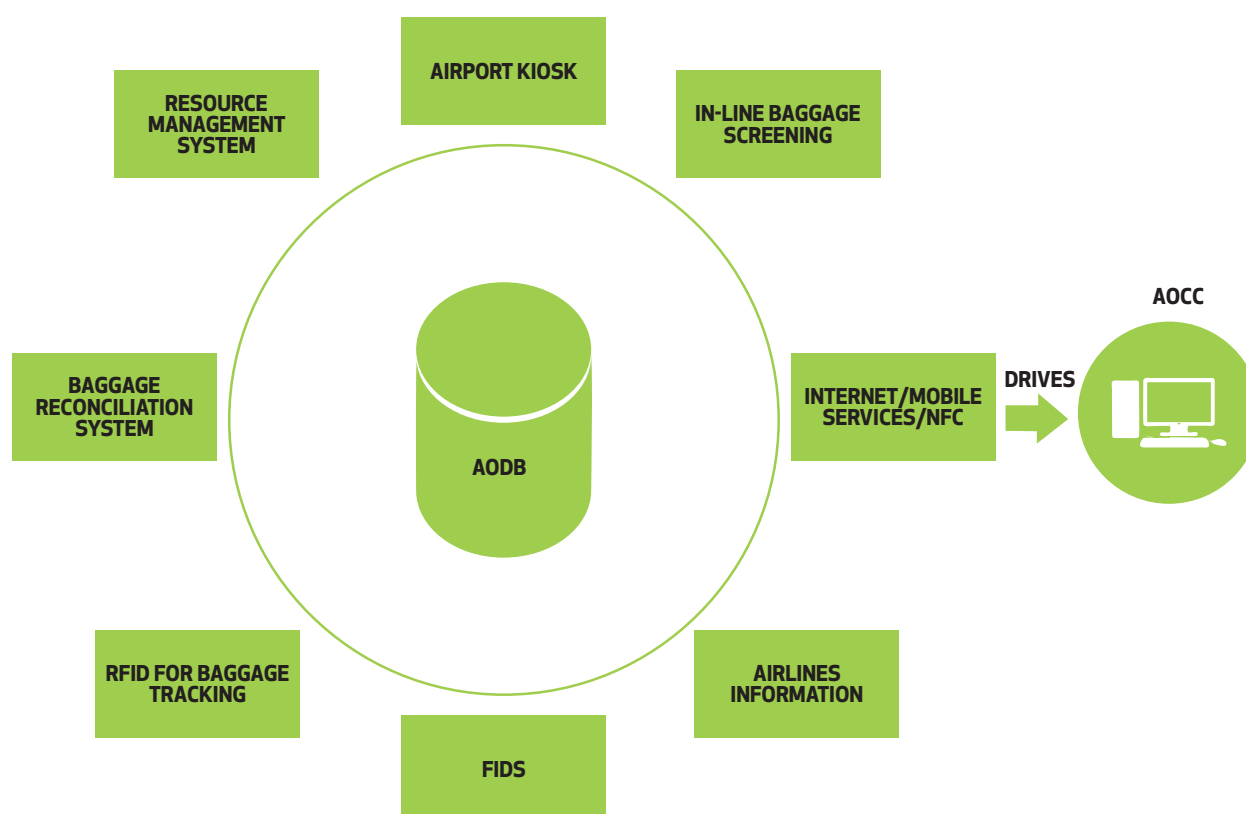 AIRPORT KIOSK
RESOURCE
MANAGEMENT
SYSTEM
IN-LINE BAGGAGE
SCREENING
AOCC
BAGGAGE
RECONCILIATION
SYSTEM
INTERNET/MOBILE
SERVICES/NFC
DRIVES
AODB
RFID FOR BAGGAGE
TRACKING
AIRLINES
INFORMATION
FIDS